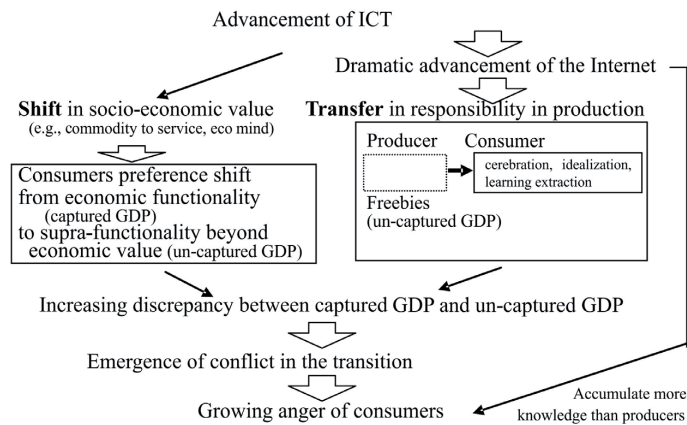 Advancement of ICT
Dramatic advancement of the Internet
Shift in socio-economic value
(e.g., commodity to service, eco mind)
Transfer in responsibility in production
Consumers preference shift
from economic functionality
(captured GDP)
to supra-functionality beyond
economic value (un-captured GDP)
Producer
Consumer
cerebration, idealization,
learning extraction
Freebies
(un-captured GDP)
Increasing discrepancy between captured GDP and un-captured GDP
Emergence of conflict in the transition
Growing anger of consumers
Accumulate more
knowledge than producers